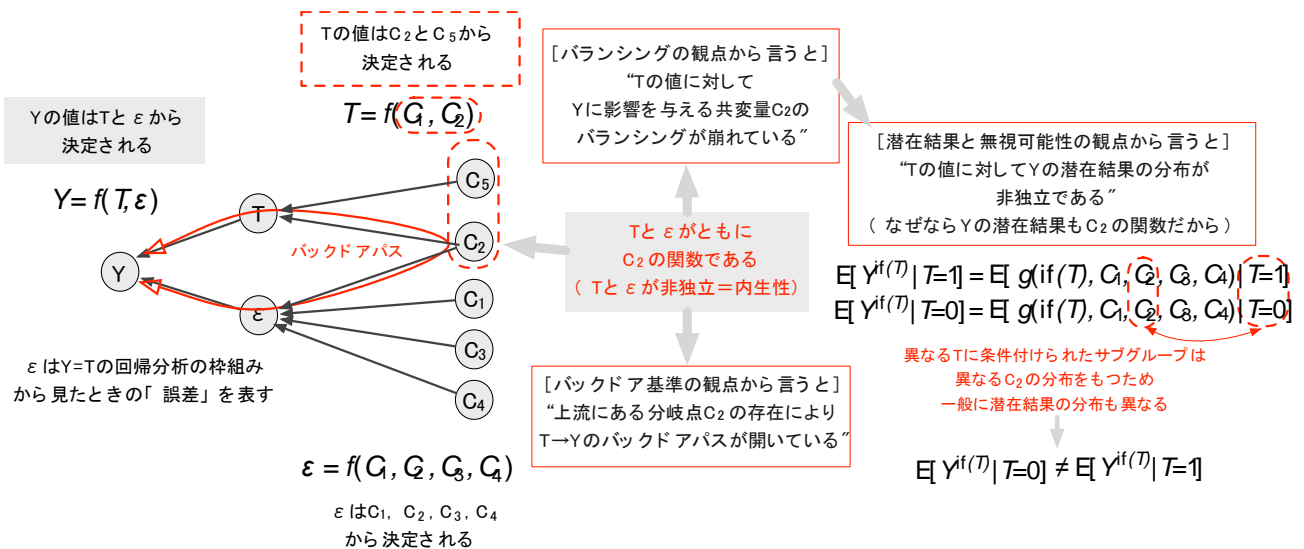 Tの値はC₂とC₅から
決定される
T = f(C₁, C₂)
Yの値はTとεから
決定される
Y = f(T, ε)
T
Y
ε
C₅
C₂
C₁
C₃
C₄
バックドアパス
εはY=Tの回帰分析の枠組み
から見たときの「誤差」を表す
ε = f(C₁, C₂, C₃, C₄)
εはC₁, C₂, C₃, C₄
から決定される
[バランシングの観点から言うと]
“Tの値に対して
Yに影響を与える共変量C₂の
バランシングが崩れている”
Tとεがともに
C₂の関数である
(Tとεが非独立=内生性)
[バックドア基準の観点から言うと]
“上流にある分岐点C₂の存在により
T→Yのバックドアパスが開いている”
[潜在結果と無視可能性の観点から言うと]
“Tの値に対してYの潜在結果の分布が
非独立である”
(なぜならYの潜在結果もC₂の関数だから)
E[Y^if(T)|T=1] = E[g(if(T), C₁, C₂, C₃, C₄)|T=1]
E[Y^if(T)|T=0] = E[g(if(T), C₁, C₂, C₃, C₄)|T=0]
異なるTに条件付けられたサブグループは
異なるC₂の分布をもつため
一般に潜在結果の分布も異なる
E[Y^if(T)|T=0] ≠ E[Y^if(T)|T=1]